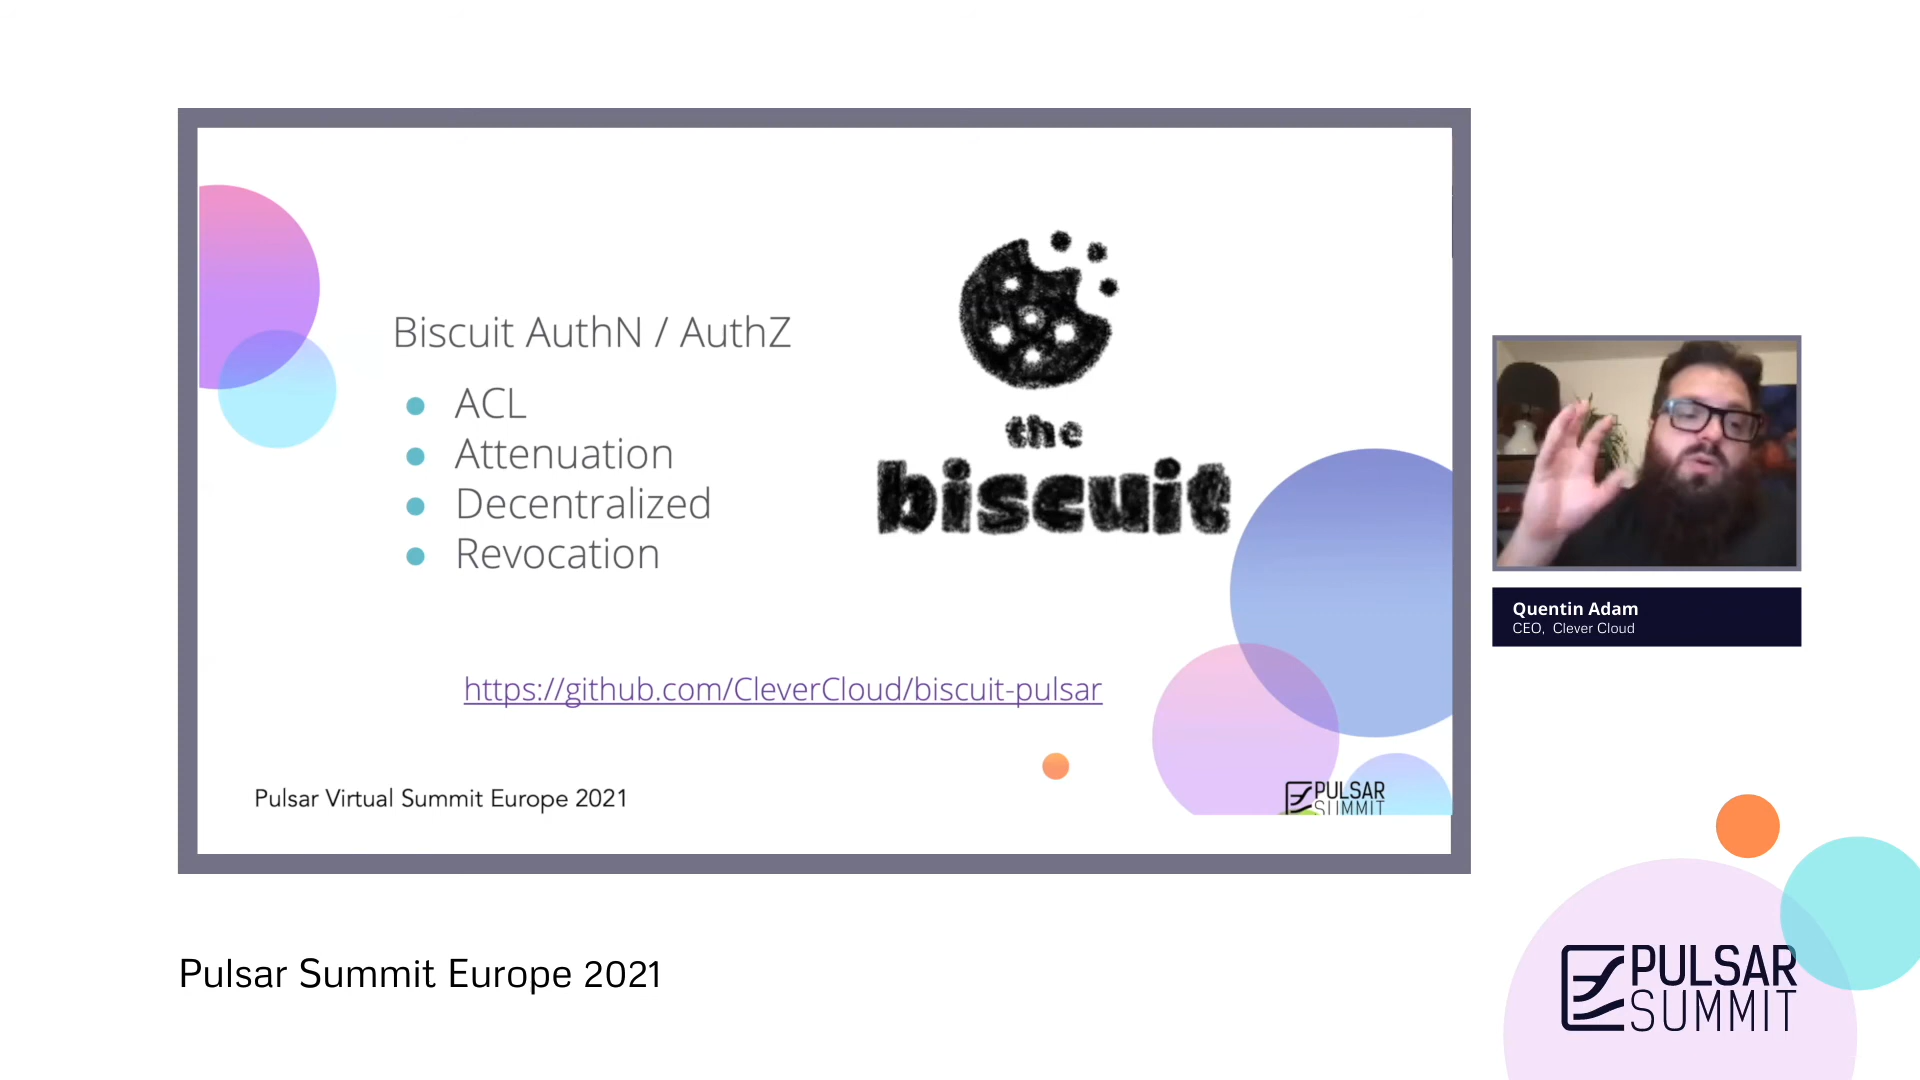 Biscuit AuthN / AuthZ
ACL
Attenuation
Decentralized
Revocation
the
biscuit
https://github.com/CleverCloud/biscuit-pulsar
Pulsar Virtual Summit Europe 2021
PULSAR
SUMMIT
Quentin Adam
CEO, Clever Cloud
Pulsar Summit Europe 2021
PULSAR
SUMMIT